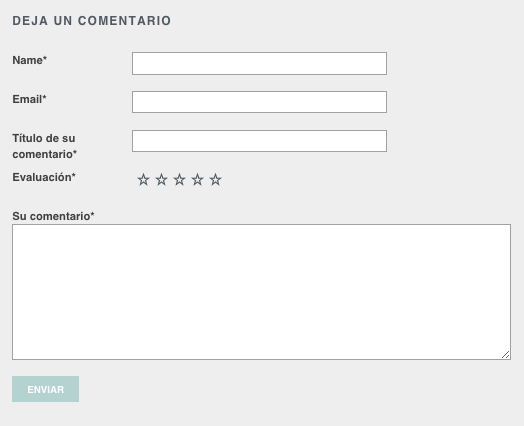 DEJA UN COMENTARIO
Name*
Email*
Título de su
comentario*
Evaluación*
Su comentario*
ENVIAR